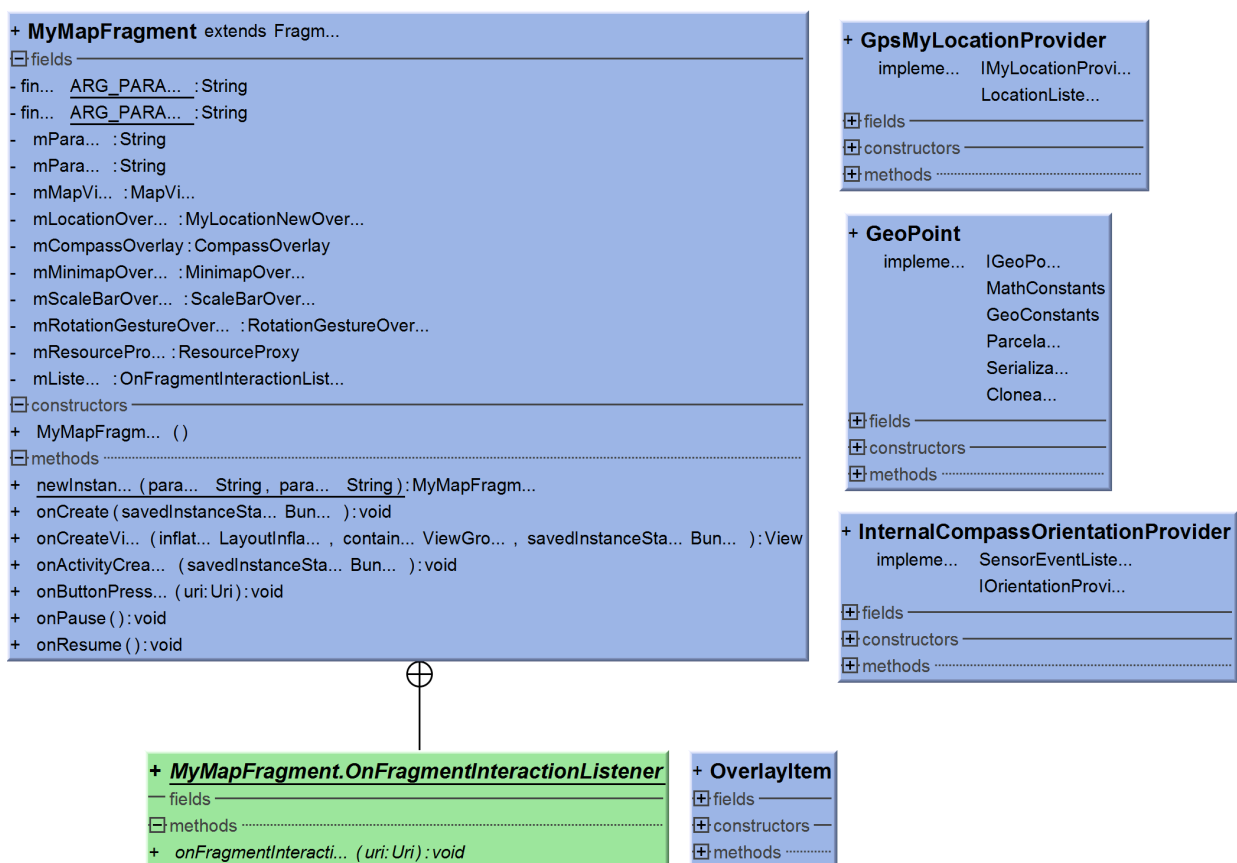 + MyMapFragment extends Fragm...
fields
- fin... ARG_PARA... : String
- fin... ARG_PARA... : String
- mPara... : String
- mPara... : String
- mMapVi... : MapVi...
- mLocationOver... : MyLocationNewOver...
- mCompassOverlay : CompassOverlay
- mMinimapOver... : MinimapOver...
- mScaleBarOver... : ScaleBarOver...
- mRotationGestureOver... : RotationGestureOver...
- mResourcePro... : ResourceProxy
- mListe... : OnFragmentInteractionList...
constructors
+ MyMapFragm... ()
methods
+ newInstan... (para... String, para... String) : MyMapFragm...
+ onCreate (savedInstanceSta... Bun... ) : void
+ onCreateVi... (inflat... LayoutInfla... , contain... ViewGro... , savedInstanceSta... Bun... ) : View
+ onActivityCrea... (savedInstanceSta... Bun... ) : void
+ onButtonPress... (uri: Uri) : void
+ onPause () : void
+ onResume () : void
+ GpsMyLocationProvider
impleme... IMyLocationProvi...
LocationListe...
fields
constructors
methods
+ GeoPoint
impleme... IGeoPo...
MathConstants
GeoConstants
Parcela...
Serializa...
Clonea...
fields
constructors
methods
+ InternalCompassOrientationProvider
impleme... SensorEventListe...
IOrientationProvi...
fields
constructors
methods
+ MyMapFragment.OnFragmentInteractionListener
fields
methods
+ onFragmentInteracti... (uri: Uri) : void
+ OverlayItem
fields
constructors
methods